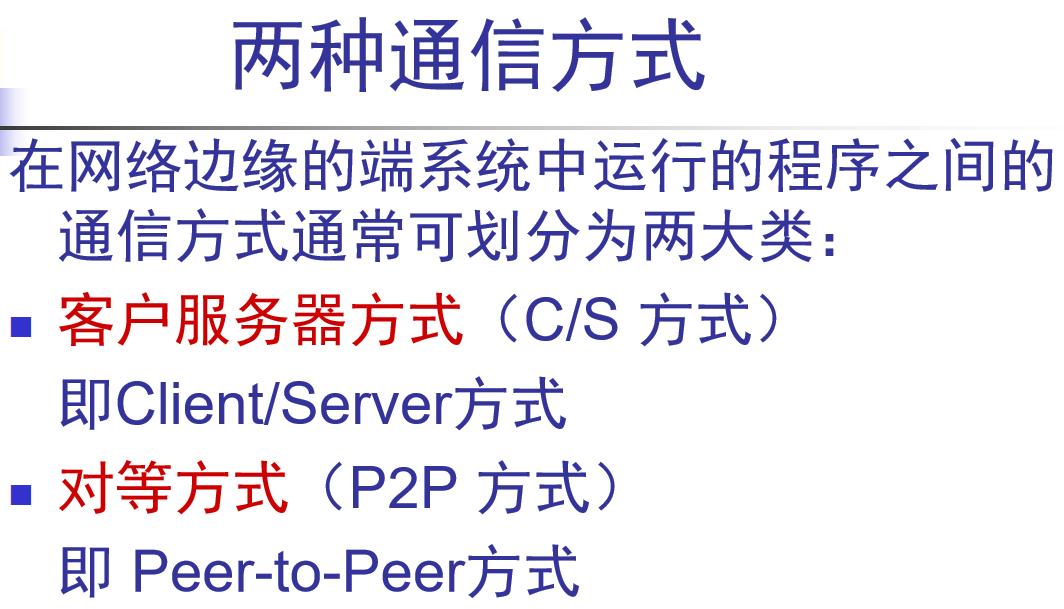 两种通信方式
在网络边缘的端系统中运行的程序之间的
通信方式通常可划分为两大类：
客户服务器方式（C/S 方式）
即Client/Server方式
对等方式（P2P 方式）
即 Peer-to-Peer方式